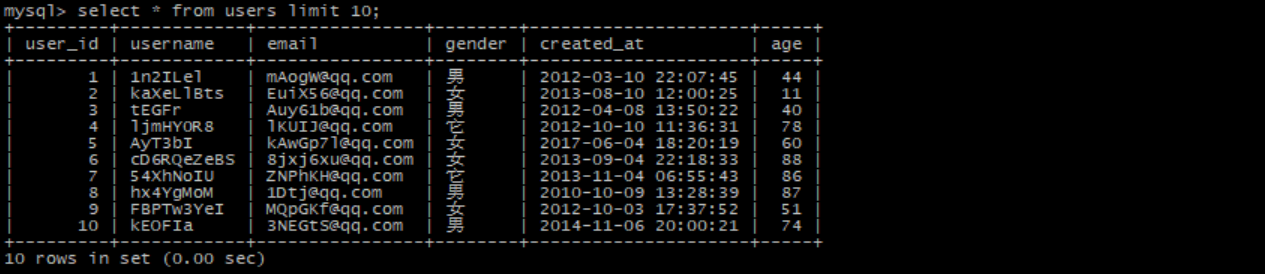 mysql> select * from users limit 10;
+---------+------------+----------------+--------+---------------------+-----+
| user_id | username | email | gender | created_at | age |
+---------+------------+----------------+--------+---------------------+-----+
| 1 | 1n2ILel | mAogW@qq.com | 男 | 2012-03-10 22:07:45 | 44 |
| 2 | kaXeLlBts | EuiX56@qq.com | 女 | 2013-08-10 12:00:25 | 11 |
| 3 | tEGFr | Auy61b@qq.com | 男 | 2012-04-08 13:50:22 | 40 |
| 4 | ljmHY0R8 | lKUIJ@qq.com | 它 | 2012-10-10 11:36:31 | 78 |
| 5 | AyT3bI | kAwGp7l@qq.com | 女 | 2017-06-04 18:20:19 | 60 |
| 6 | cD6RQeZeBS | 8jxj6xu@qq.com | 女 | 2013-09-04 22:18:33 | 88 |
| 7 | 54XhNoIU | ZNPhKH@qq.com | 它 | 2013-11-04 06:55:43 | 86 |
| 8 | hx4YgMoM | 1Dtj@qq.com | 男 | 2010-10-09 13:28:39 | 87 |
| 9 | FBPTw3YeI | MQpGKf@qq.com | 女 | 2012-10-03 17:37:52 | 51 |
| 10 | kEOFIa | 3NEGtS@qq.com | 男 | 2014-11-06 20:00:21 | 74 |
+---------+------------+----------------+--------+---------------------+-----+
10 rows in set (0.00 sec)